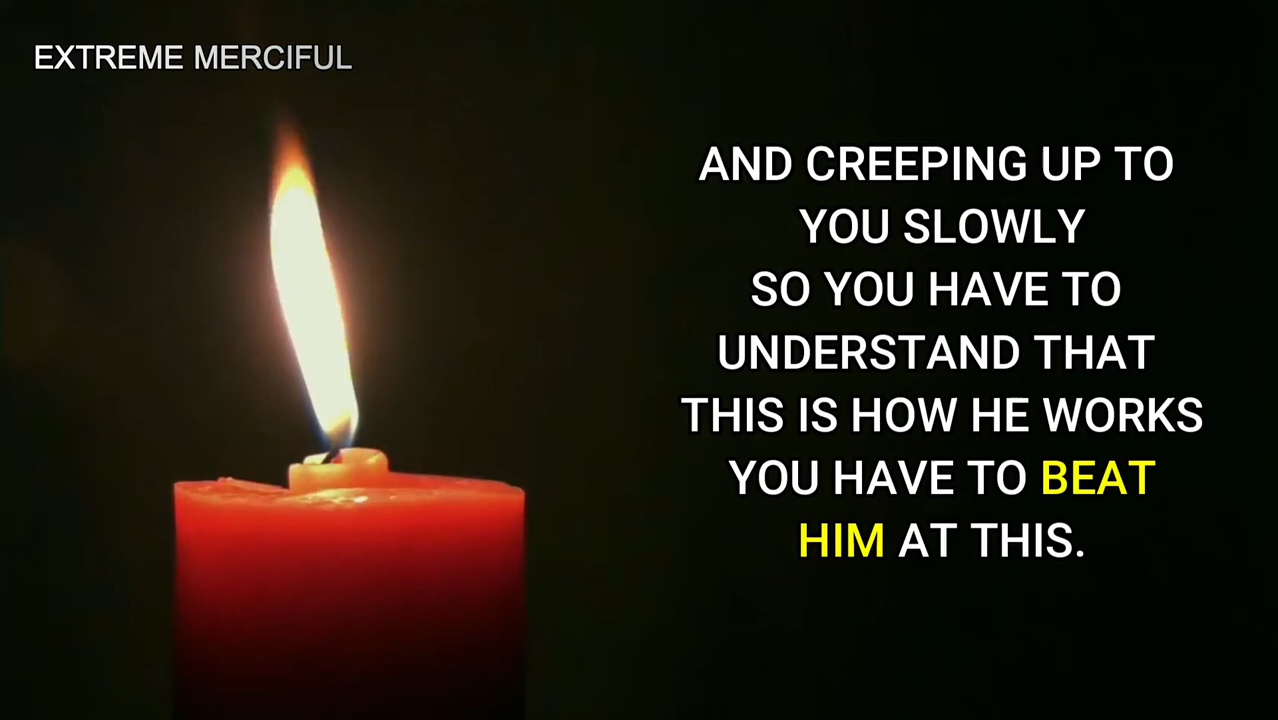 EXTREME MERCIFUL
AND CREEPING UP TO
YOU SLOWLY
SO YOU HAVE TO
UNDERSTAND THAT
THIS IS HOW HE WORKS
YOU HAVE TO BEAT
HIM AT THIS.